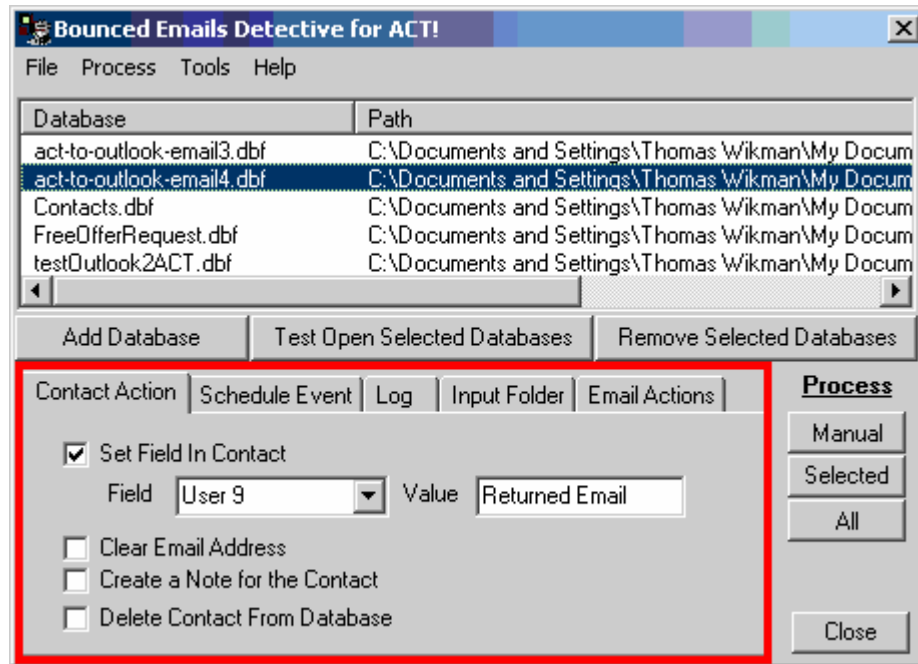 Bounced Emails Detective for ACT!
File Process Tools Help
Database Path
act-to-outlook-email3.dbf C:\Documents and Settings\Thomas Wikman\My Docum
act-to-outlook-email4.dbf C:\Documents and Settings\Thomas Wikman\My Docum
Contacts.dbf C:\Documents and Settings\Thomas Wikman\My Docum
FreeOfferRequest.dbf C:\Documents and Settings\Thomas Wikman\My Docum
testOutlook2ACT.dbf C:\Documents and Settings\Thomas Wikman\My Docum
Add Database Test Open Selected Databases Remove Selected Databases
Contact Action Schedule Event Log Input Folder Email Actions
Set Field In Contact
Field User 9 Value Returned Email
Clear Email Address
Create a Note for the Contact
Delete Contact From Database
Process
Manual
Selected
All
Close